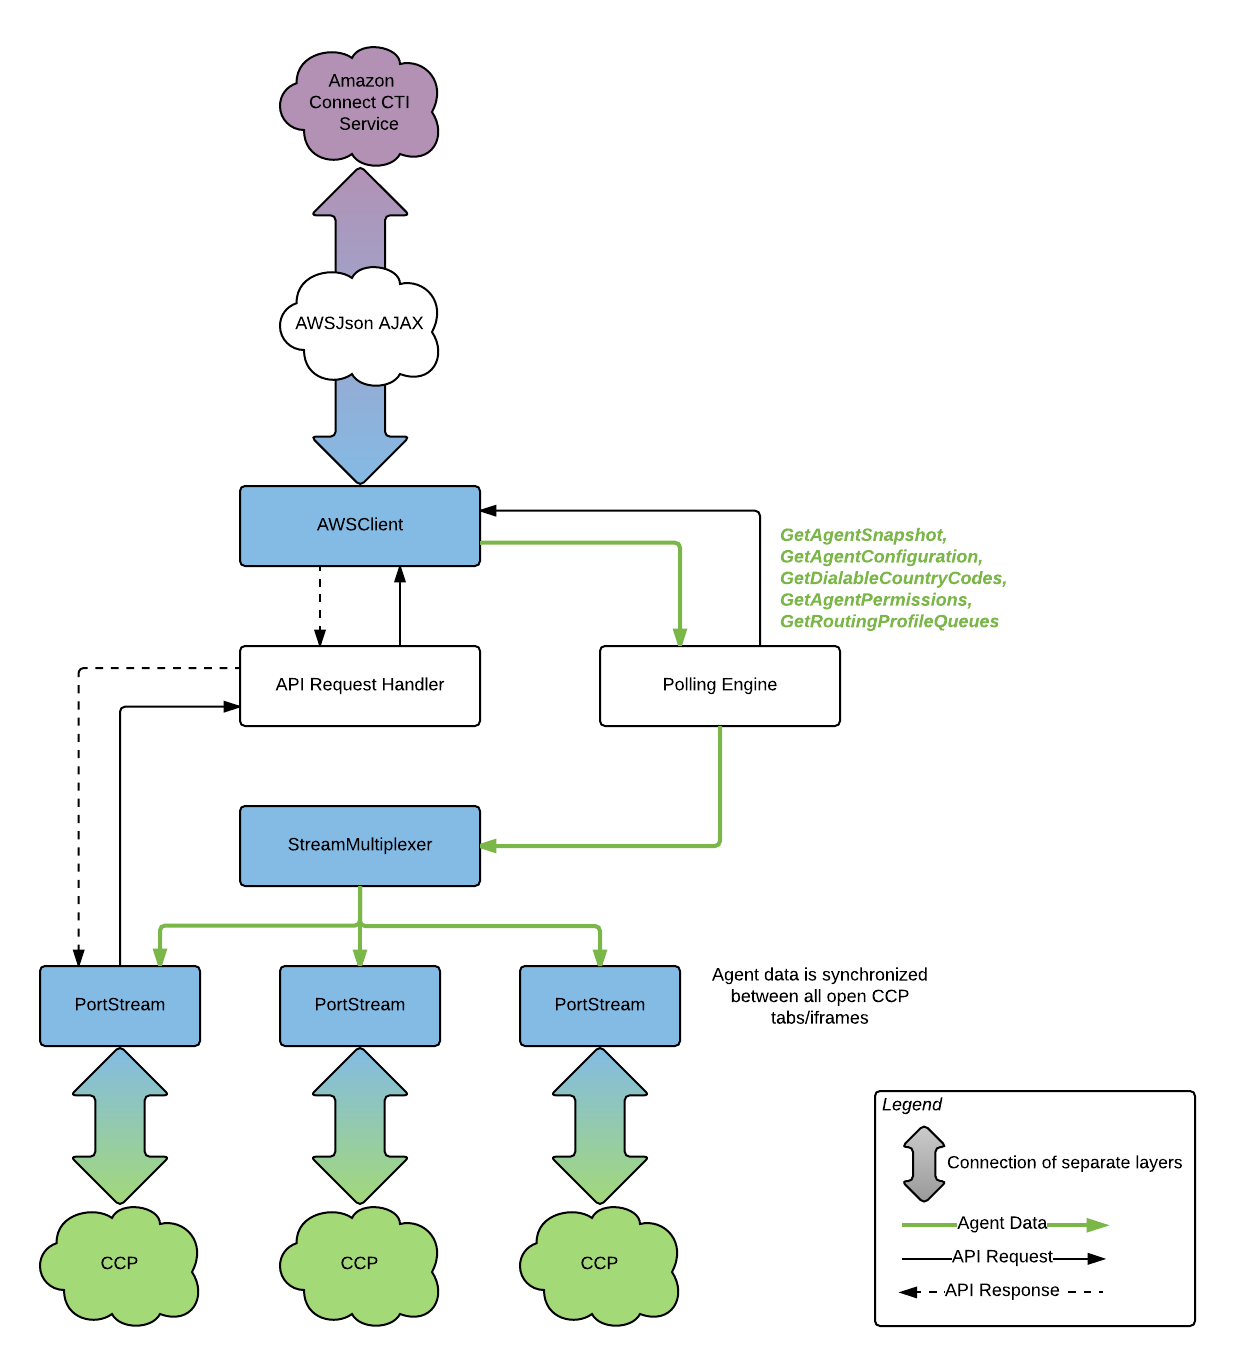 Amazon
Connect CTI
Service
AWSJson AJAX
AWSClient
GetAgentSnapshot,
GetAgentConfiguration,
GetDialableCountryCodes,
GetAgentPermissions,
GetRoutingProfileQueues
API Request Handler
Polling Engine
StreamMultiplexer
PortStream
PortStream
PortStream
Agent data is synchronized
between all open CCP
tabs/iframes
CCP
CCP
CCP
Legend
Connection of separate layers
Agent Data
API Request
API Response